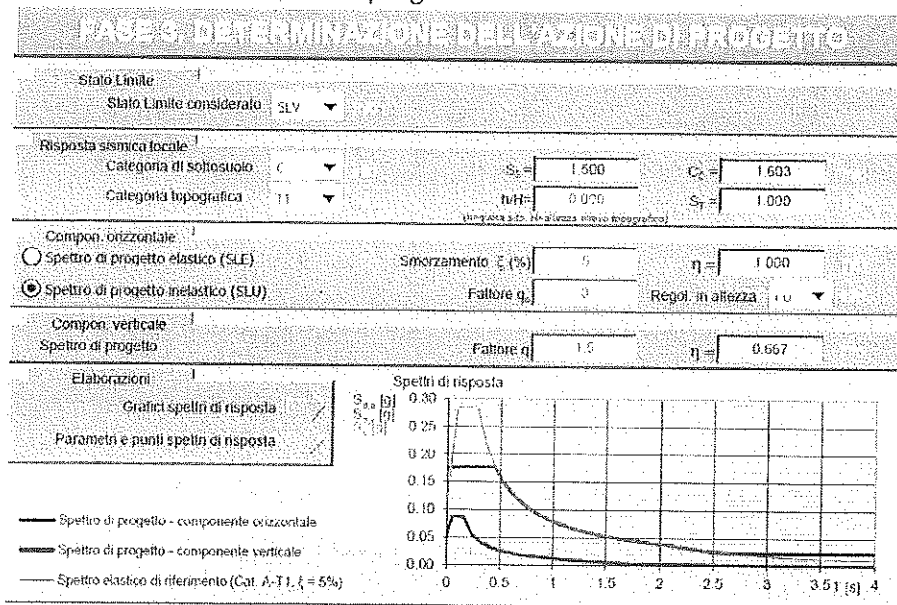 FASE 3. DETERMINAZIONE DELL'AZIONE DI PROGETTO
Stato Limite
Stato Limite considerato SLV
Risposta sismica locale
Categoria di sottosuolo C
S_S = 1.500 C_C = 1.603
Categoria topografica T1
h/H= 0.000 S_T = 1.000
Compon. orizzontale
Spettro di progetto elastico (SLE)
Smorzamento ξ (%) 5 η = 1.000
Spettro di progetto inelastico (SLU)
Fattore q_o 3 Regol. in altezza
Compon. verticale
Spettro di progetto
Fattore q 1.5 η = 0.667
Elaborazioni
Grafici spettri di risposta
Parametri e punti spettri di risposta
Spettri di risposta
0.30
0.25
0.20
0.15
0.10
0.05
0.00
0 0.5 1 1.5 2 2.5 3 3.5 T [s] 4
Spettro di progetto - componente orizzontale
Spettro di progetto - componente verticale
Spettro elastico di riferimento (Cat. A-T1, ξ = 5%)